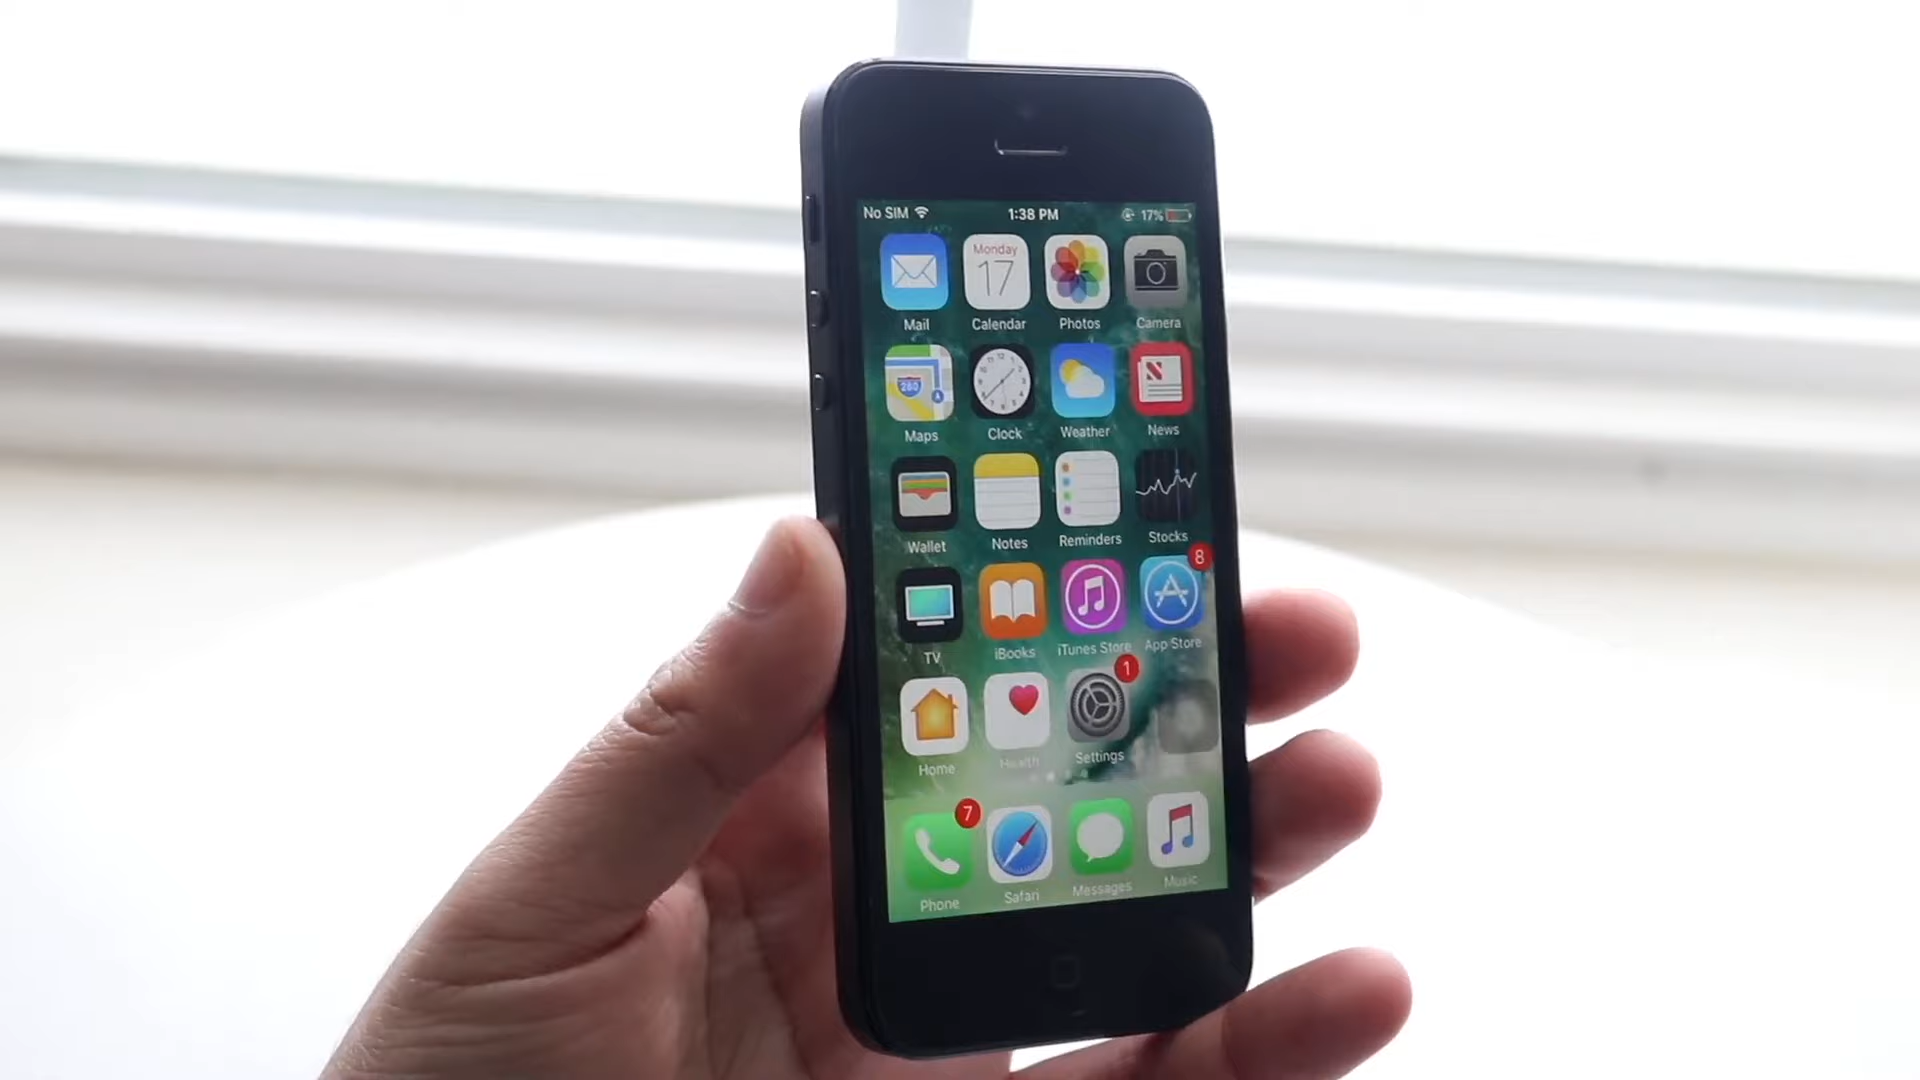 No SIM 1:38 PM 17%
Monday
17
Mail Calendar Photos Camera
280
Maps Clock Weather News
Wallet Notes Reminders Stocks
8
TV iBooks iTunes Store App Store
1
Home Health Settings
7
Phone Safari Messages Music